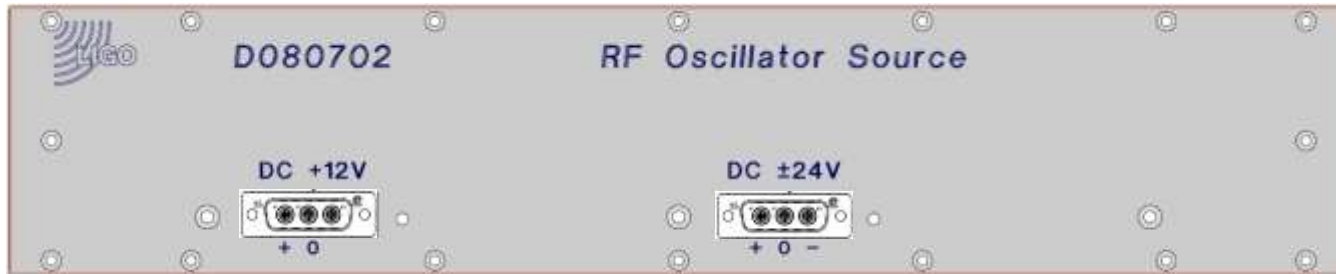 LIGO
D080702
RF Oscillator Source
DC +12V
DC ±24V
+ 0
+ 0 -